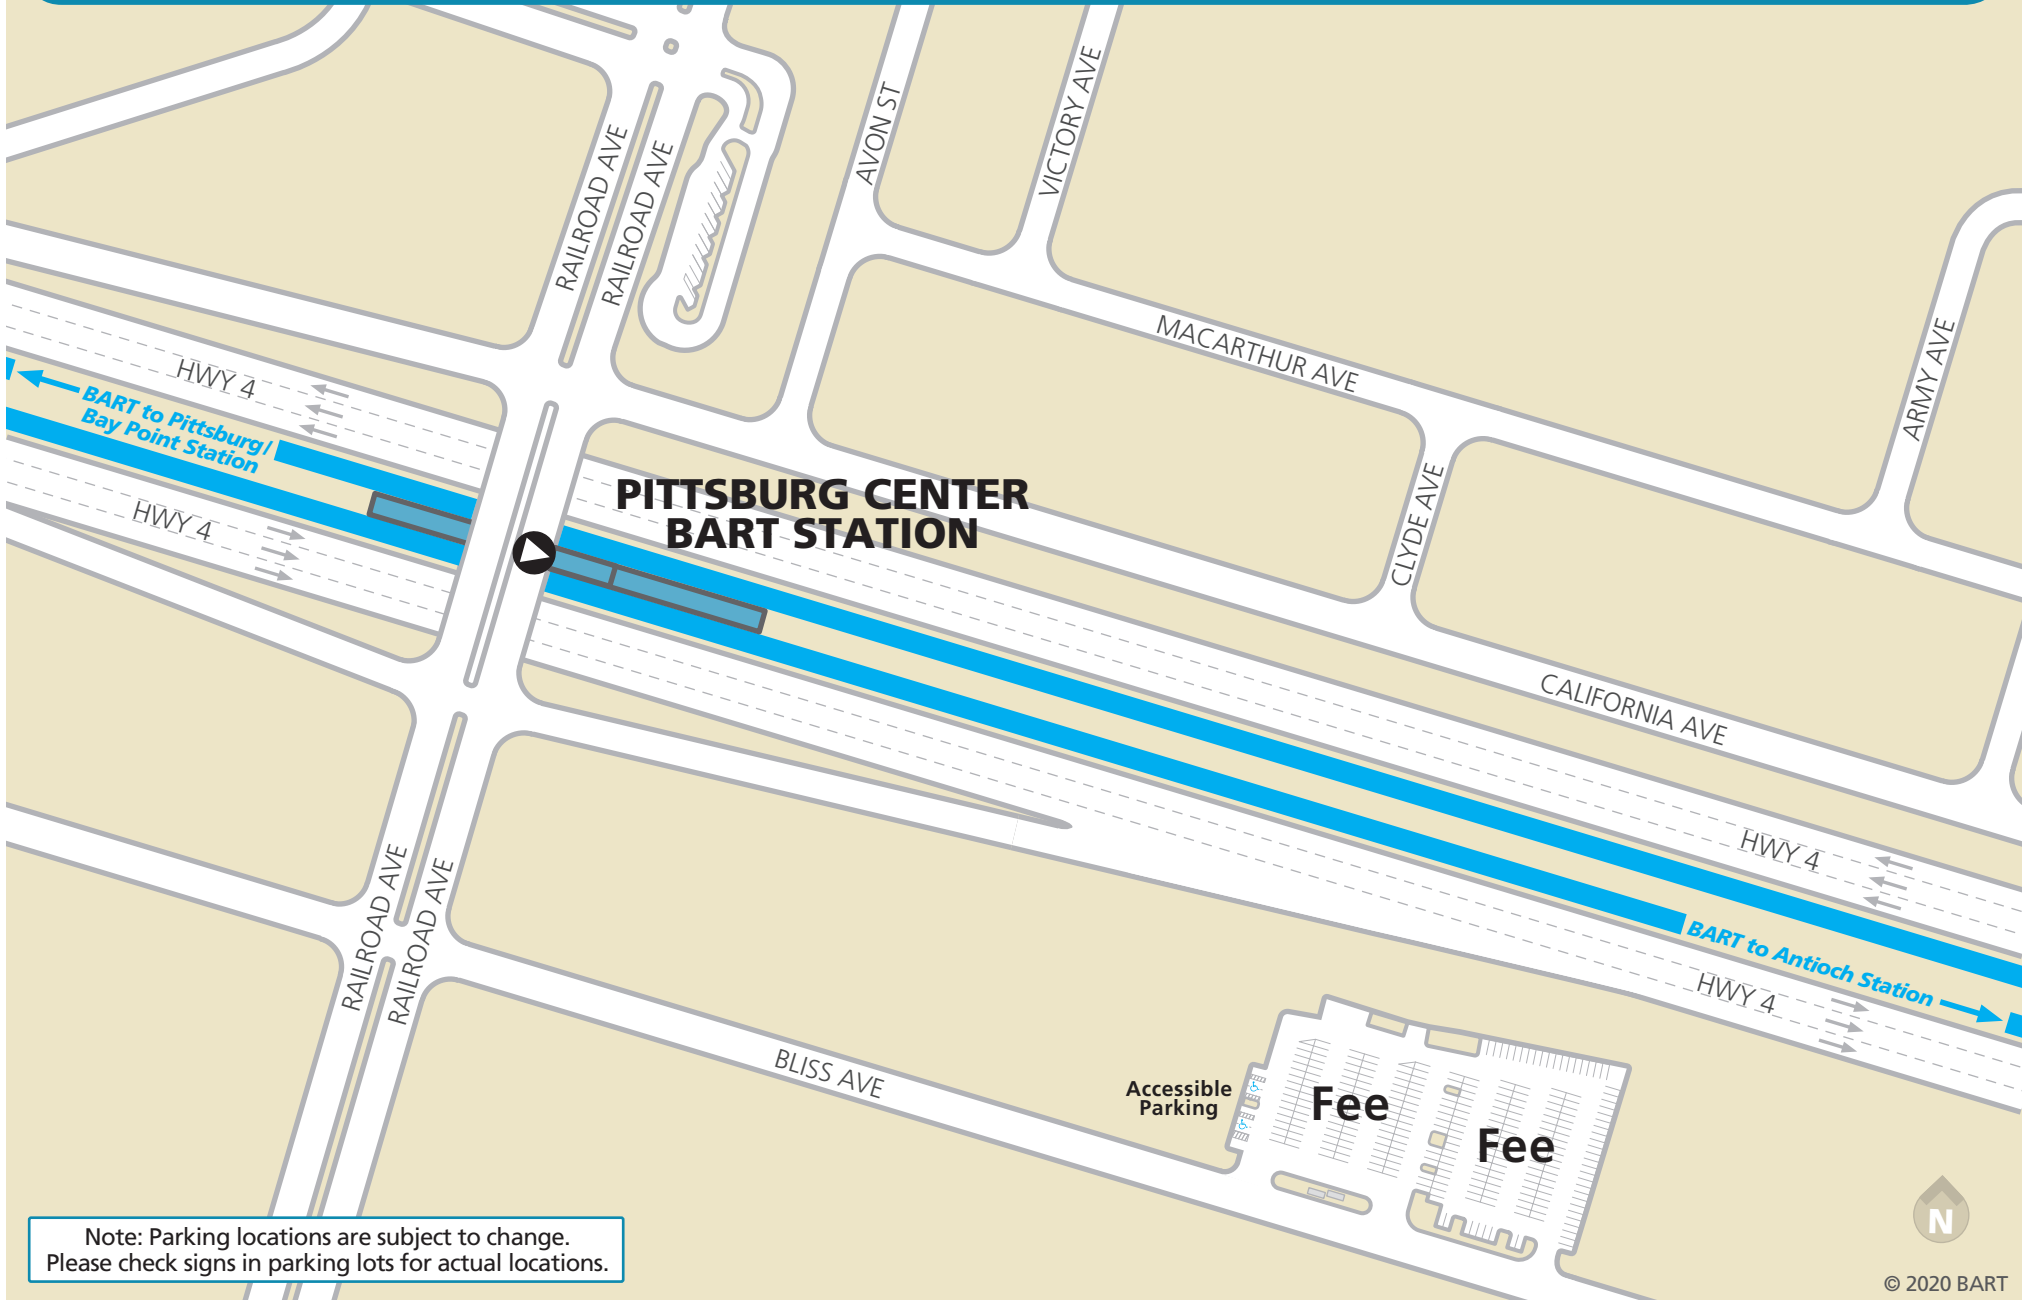 RAILROAD AVE
RAILROAD AVE
AVON ST
VICTORY AVE
MACARTHUR AVE
ARMY AVE
HWY 4
BART to Pittsburg/
Bay Point Station
HWY 4
PITTSBURG CENTER
BART STATION
CLYDE AVE
CALIFORNIA AVE
HWY 4
BART to Antioch Station
HWY 4
RAILROAD AVE
RAILROAD AVE
BLISS AVE
Accessible
Parking
Fee
Fee
N
Note: Parking locations are subject to change.
Please check signs in parking lots for actual locations.
© 2020 BART